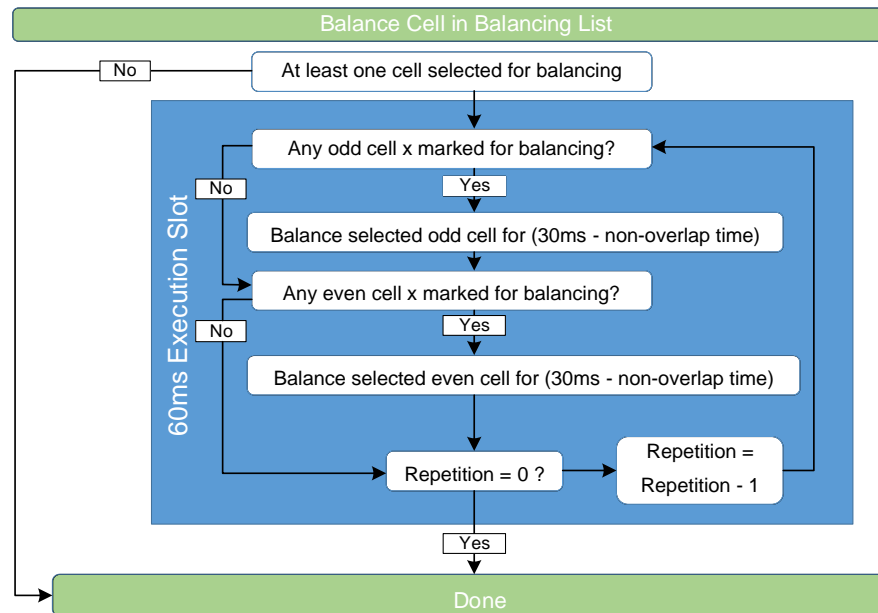 Balance Cell in Balancing List
No
At least one cell selected for balancing
Any odd cell x marked for balancing?
No
Yes
Balance selected odd cell for (30ms - non-overlap time)
Any even cell x marked for balancing?
No
Yes
Balance selected even cell for (30ms - non-overlap time)
60ms Execution Slot
Repetition = 0 ?
Repetition =
Repetition - 1
Yes
Done